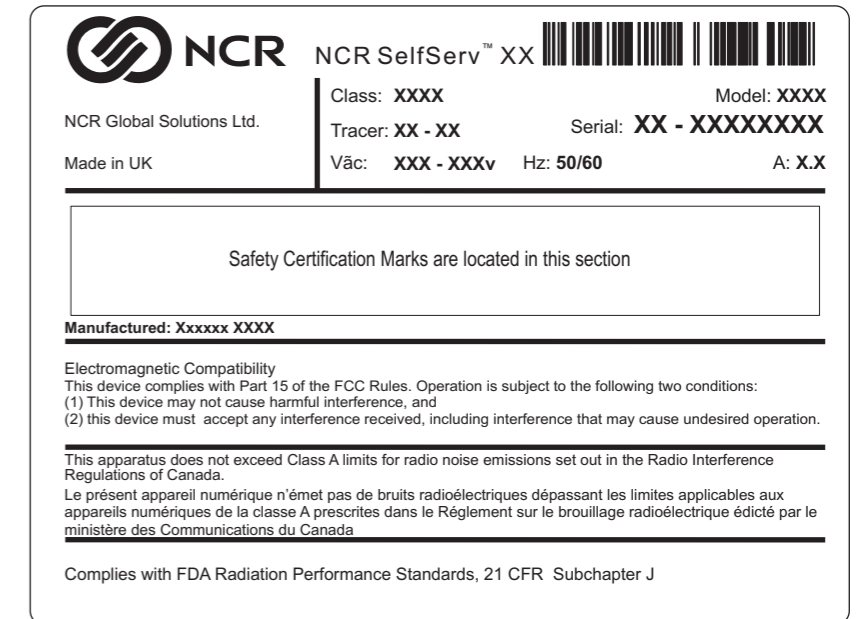 NCR NCR SelfServ™ XX
NCR Global Solutions Ltd.
Made in UK
Class: XXXX Model: XXXX
Tracer: XX - XX Serial: XX - XXXXXXXX
Vãc: XXX - XXXv Hz: 50/60 A: X.X
Safety Certification Marks are located in this section
Manufactured: Xxxxxx XXXX
Electromagnetic Compatibility
This device complies with Part 15 of the FCC Rules. Operation is subject to the following two conditions:
(1) This device may not cause harmful interference, and
(2) this device must accept any interference received, including interference that may cause undesired operation.
This apparatus does not exceed Class A limits for radio noise emissions set out in the Radio Interference
Regulations of Canada.
Le présent appareil numérique n'émet pas de bruits radioélectriques dépassant les limites applicables aux
appareils numériques de la classe A prescrites dans le Réglement sur le brouillage radioélectrique édicté par le
ministère des Communications du Canada
Complies with FDA Radiation Performance Standards, 21 CFR Subchapter J